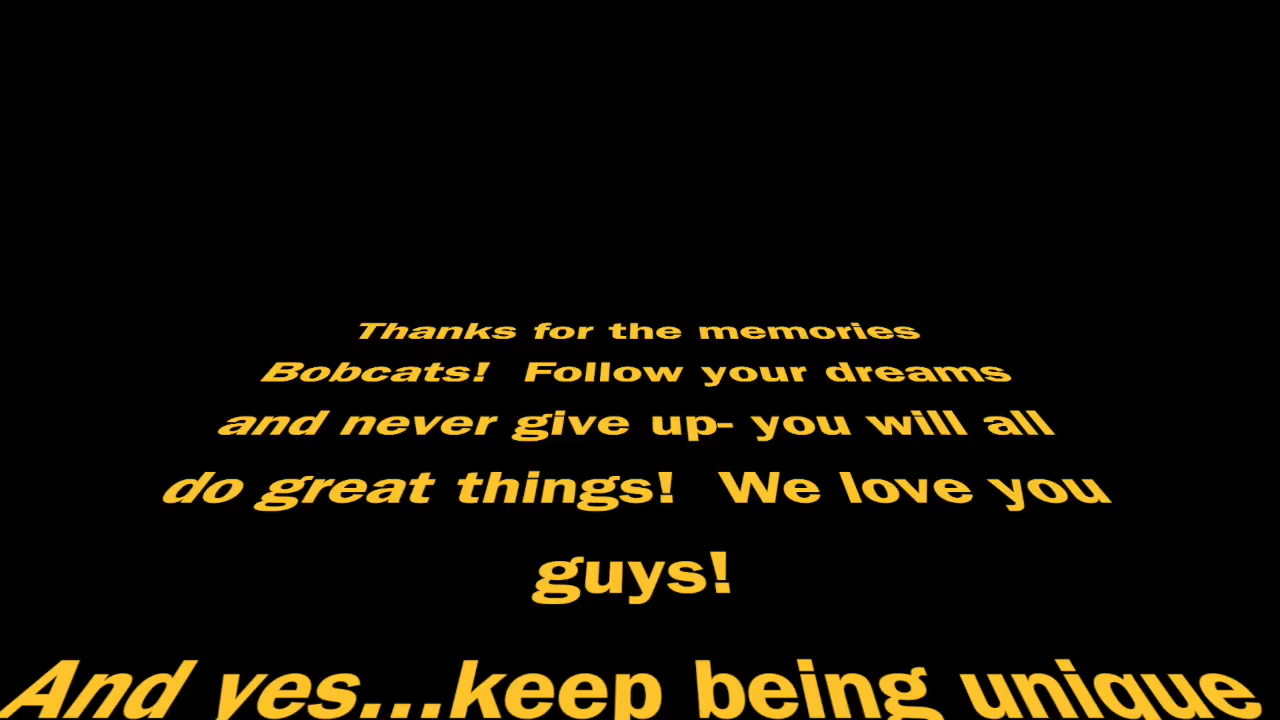 Thanks for the memories
Bobcats!  Follow your dreams
and never give up- you will all
do great things!  We love you
guys!
And yes...keep being unique